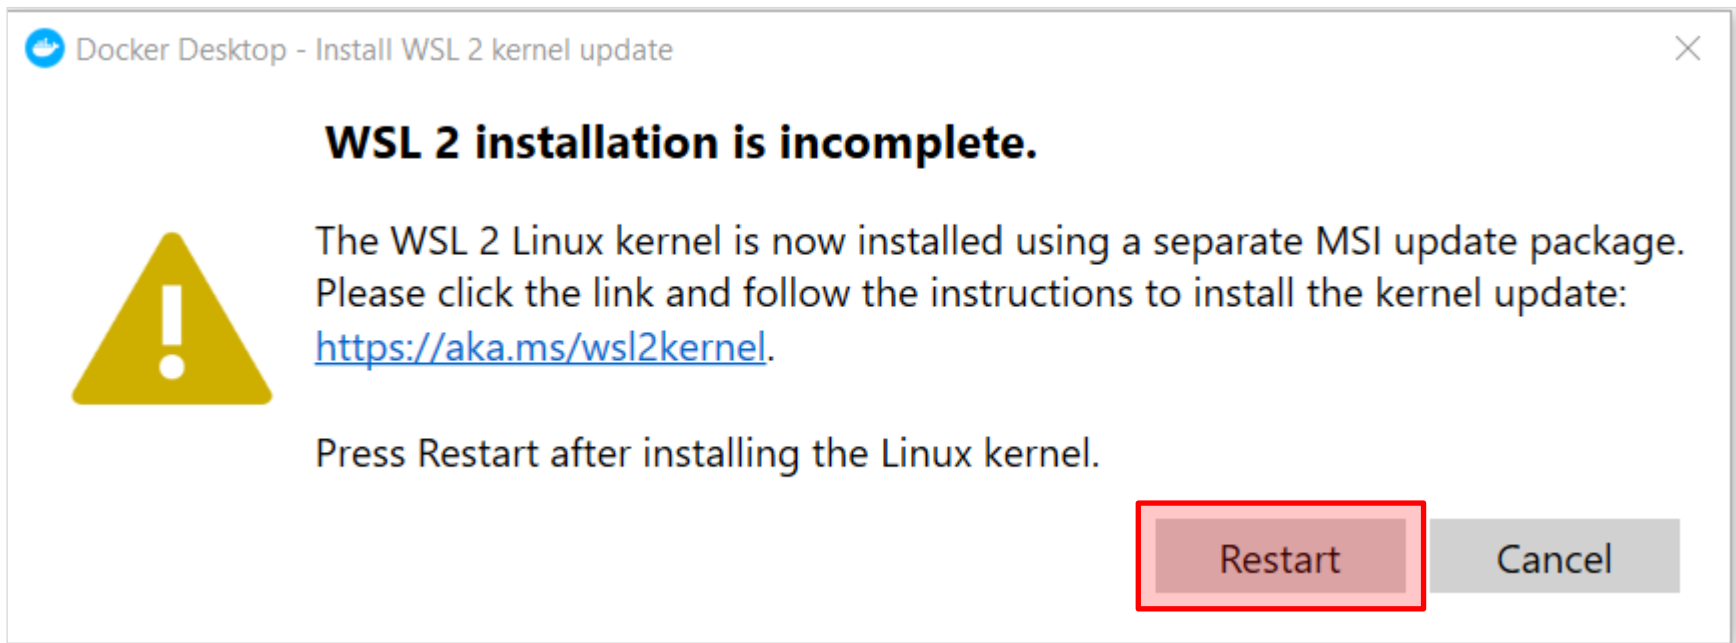 Docker Desktop - Install WSL 2 kernel update
WSL 2 installation is incomplete.
The WSL 2 Linux kernel is now installed using a separate MSI update package.
Please click the link and follow the instructions to install the kernel update:
https://aka.ms/wsl2kernel.
Press Restart after installing the Linux kernel.
Restart Cancel